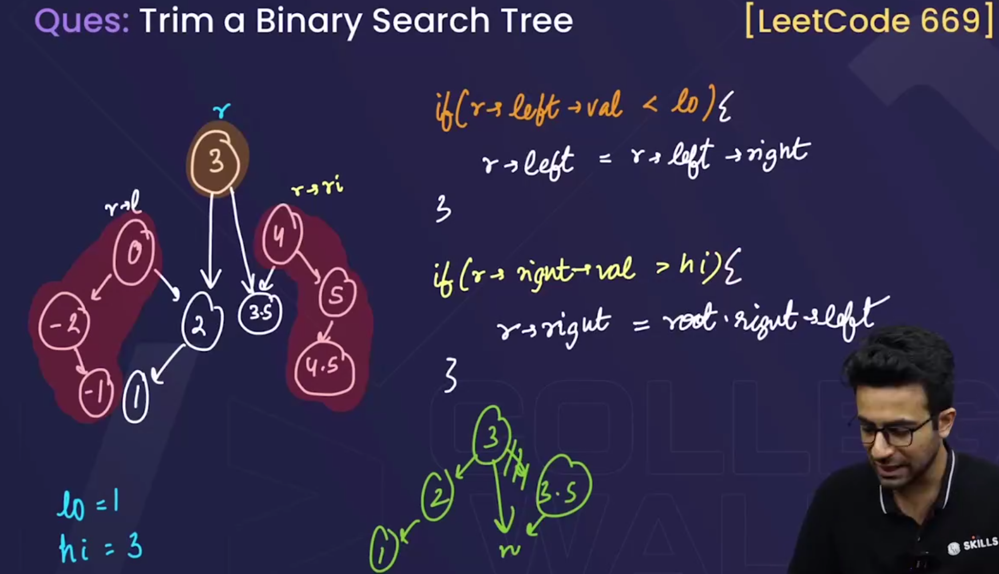 Ques: Trim a Binary Search Tree
[LeetCode 669]
r
3
r→l
r→ri
0
4
-2
2
3.5
5
-1
1
4.5
lo = 1
hi = 3
if(r→left→val < lo){
r→left = r→left→right
}
if(r→right→val > hi){
r→right = root.right→left
}
3
2
3.5
1
n
COLLEG
WAL
SKILLS